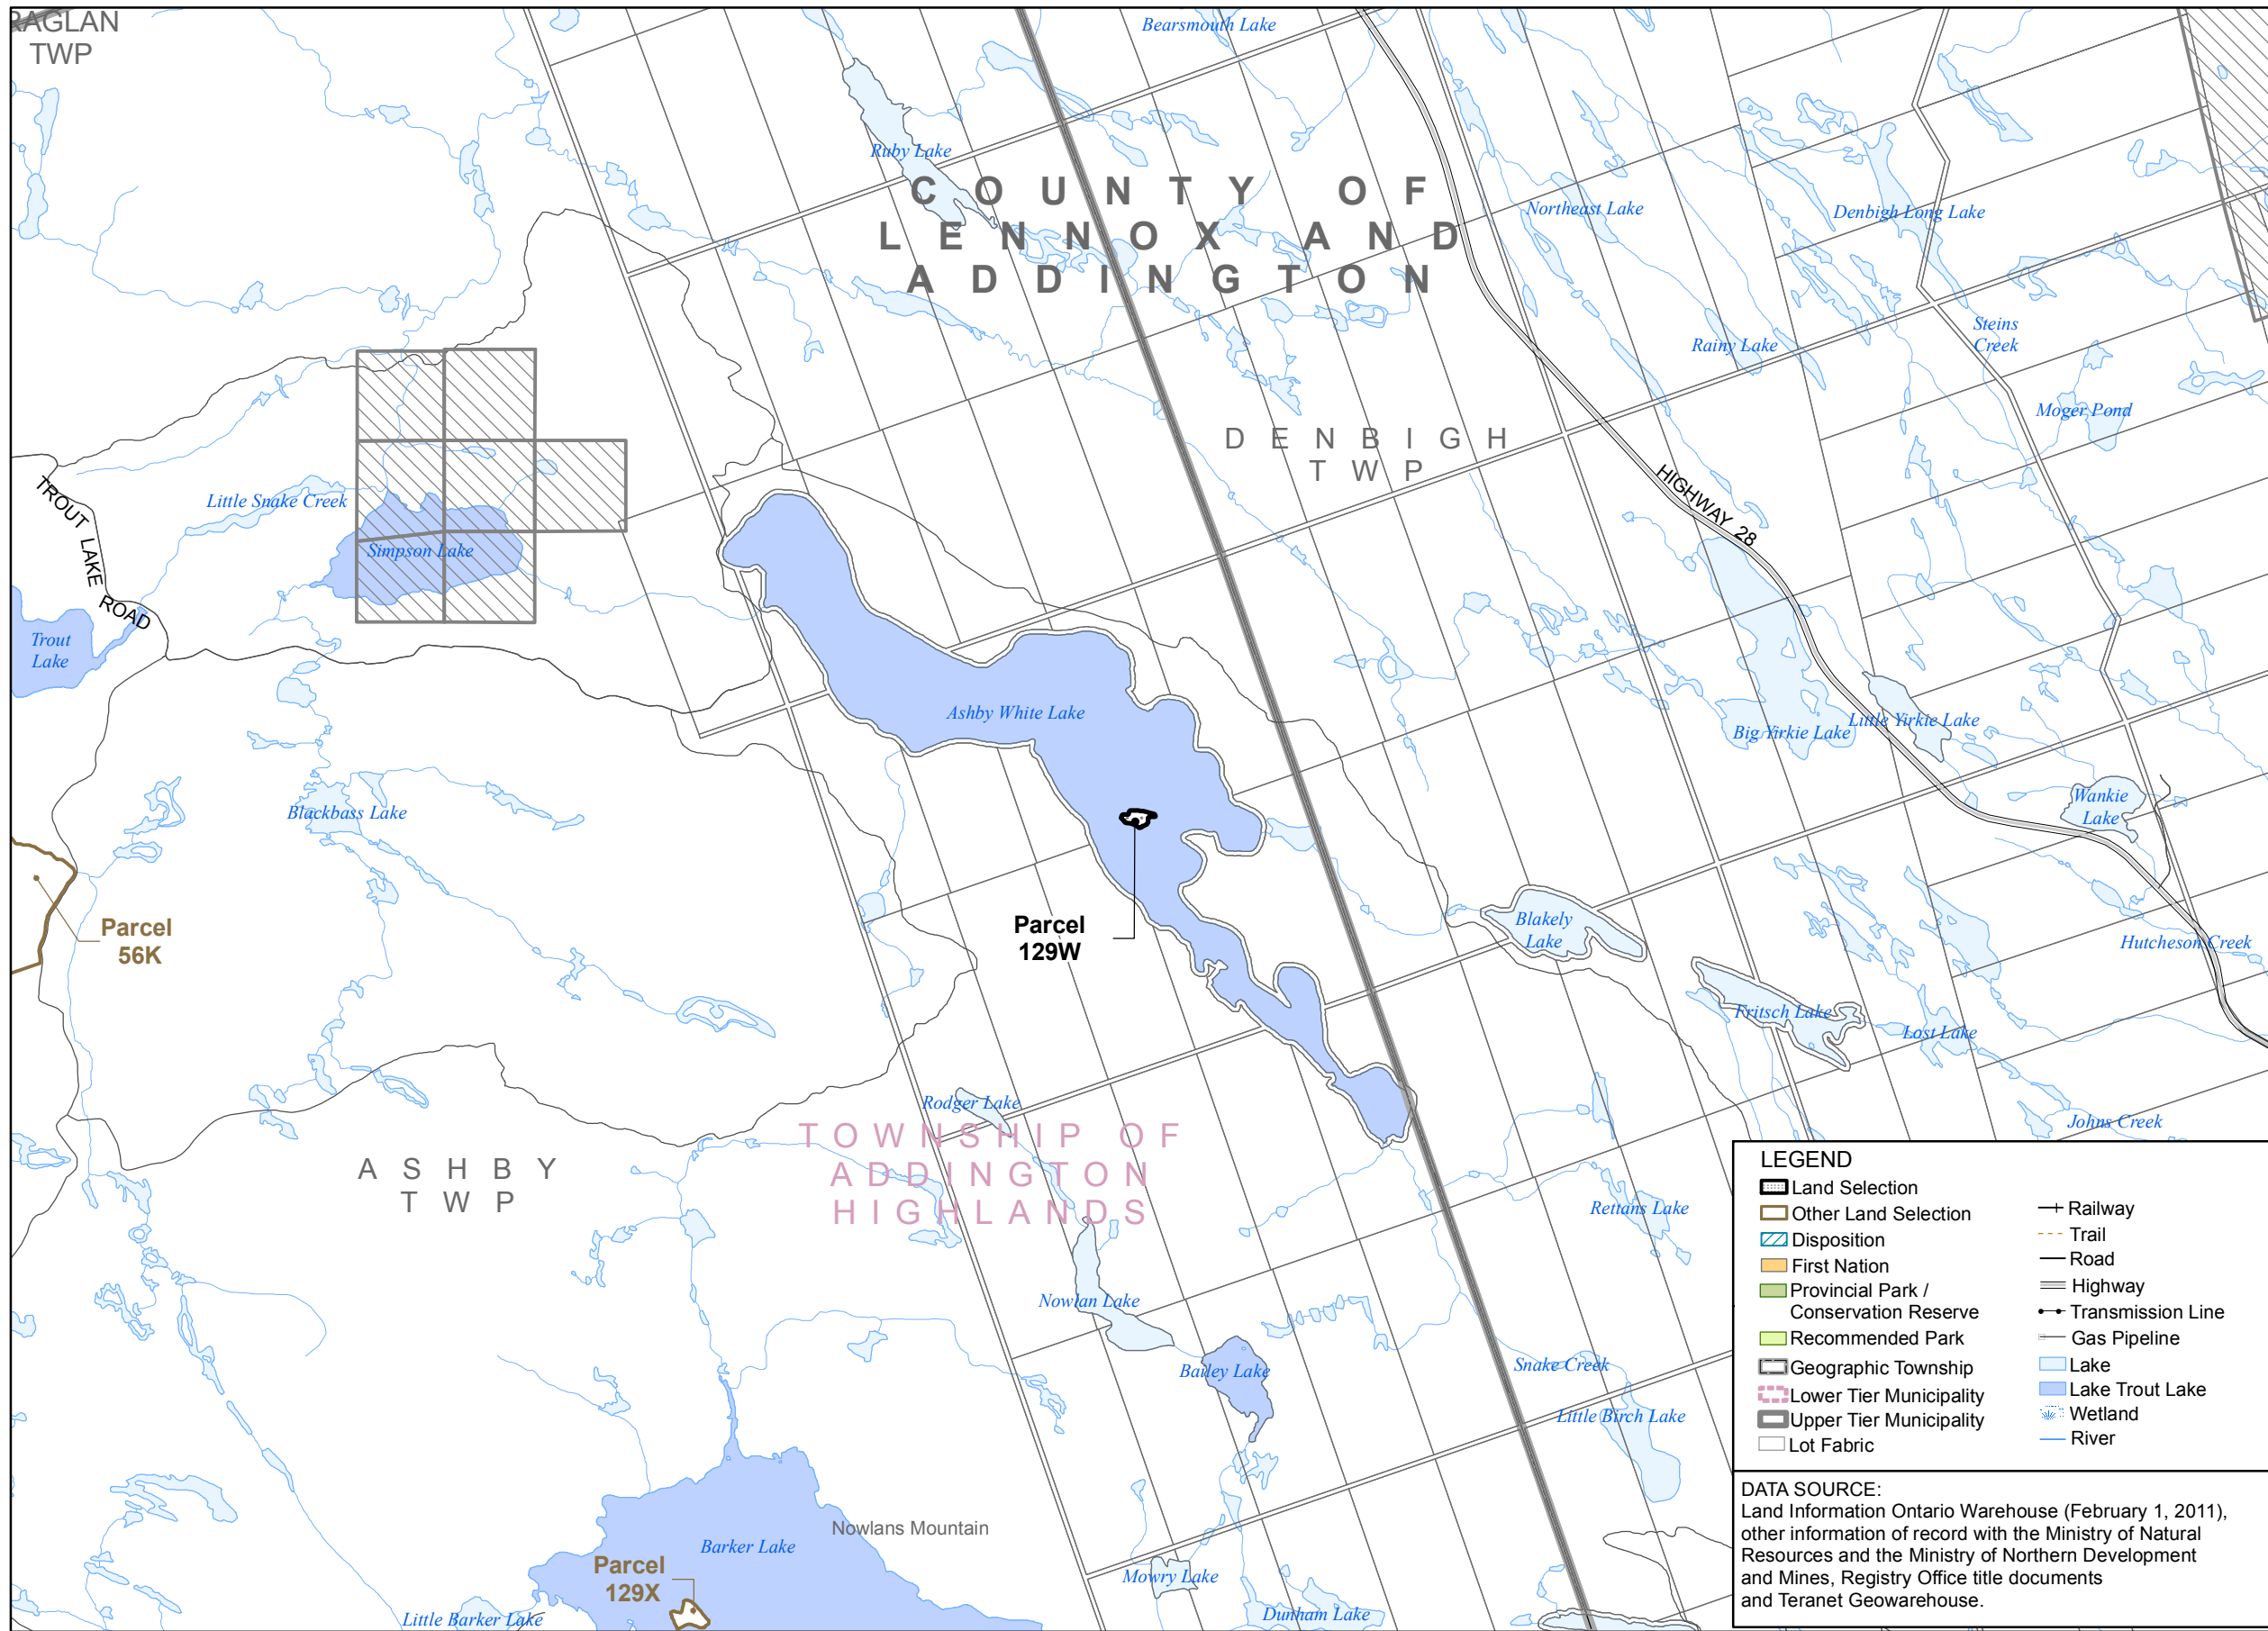 RAGLAN
TWP
Bearsmouth Lake
Ruby Lake
COUNTY OF
LENNOX AND
ADDINGTON
Northeast Lake
Denbigh Long Lake
Steins
Creek
Rainy Lake
Moger Pond
DENBIGH
TWP
HIGHWAY 28
TROUT LAKE ROAD
Little Snake Creek
Simpson Lake
Trout
Lake
Ashby White Lake
Big Yirkie Lake
Little Yirkie Lake
Wankie
Lake
Blackbass Lake
Parcel
56K
Parcel
129W
Blakely
Lake
Hutcheson Creek
Fritsch Lake
Lost Lake
Rodger Lake
Johns Creek
TOWNSHIP OF
ADDINGTON
HIGHLANDS
ASHBY
TWP
Rettans Lake
Nowlan Lake
Bailey Lake
Snake Creek
Little Birch Lake
Nowlans Mountain
Barker Lake
Parcel
129X
Mowry Lake
Little Barker Lake
Dunham Lake
LEGEND
Land Selection
Other Land Selection
Disposition
First Nation
Provincial Park /
Conservation Reserve
Recommended Park
Geographic Township
Lower Tier Municipality
Upper Tier Municipality
Lot Fabric
Railway
Trail
Road
Highway
Transmission Line
Gas Pipeline
Lake
Lake Trout Lake
Wetland
River
DATA SOURCE:
Land Information Ontario Warehouse (February 1, 2011),
other information of record with the Ministry of Natural
Resources and the Ministry of Northern Development
and Mines, Registry Office title documents
and Teranet Geowarehouse.